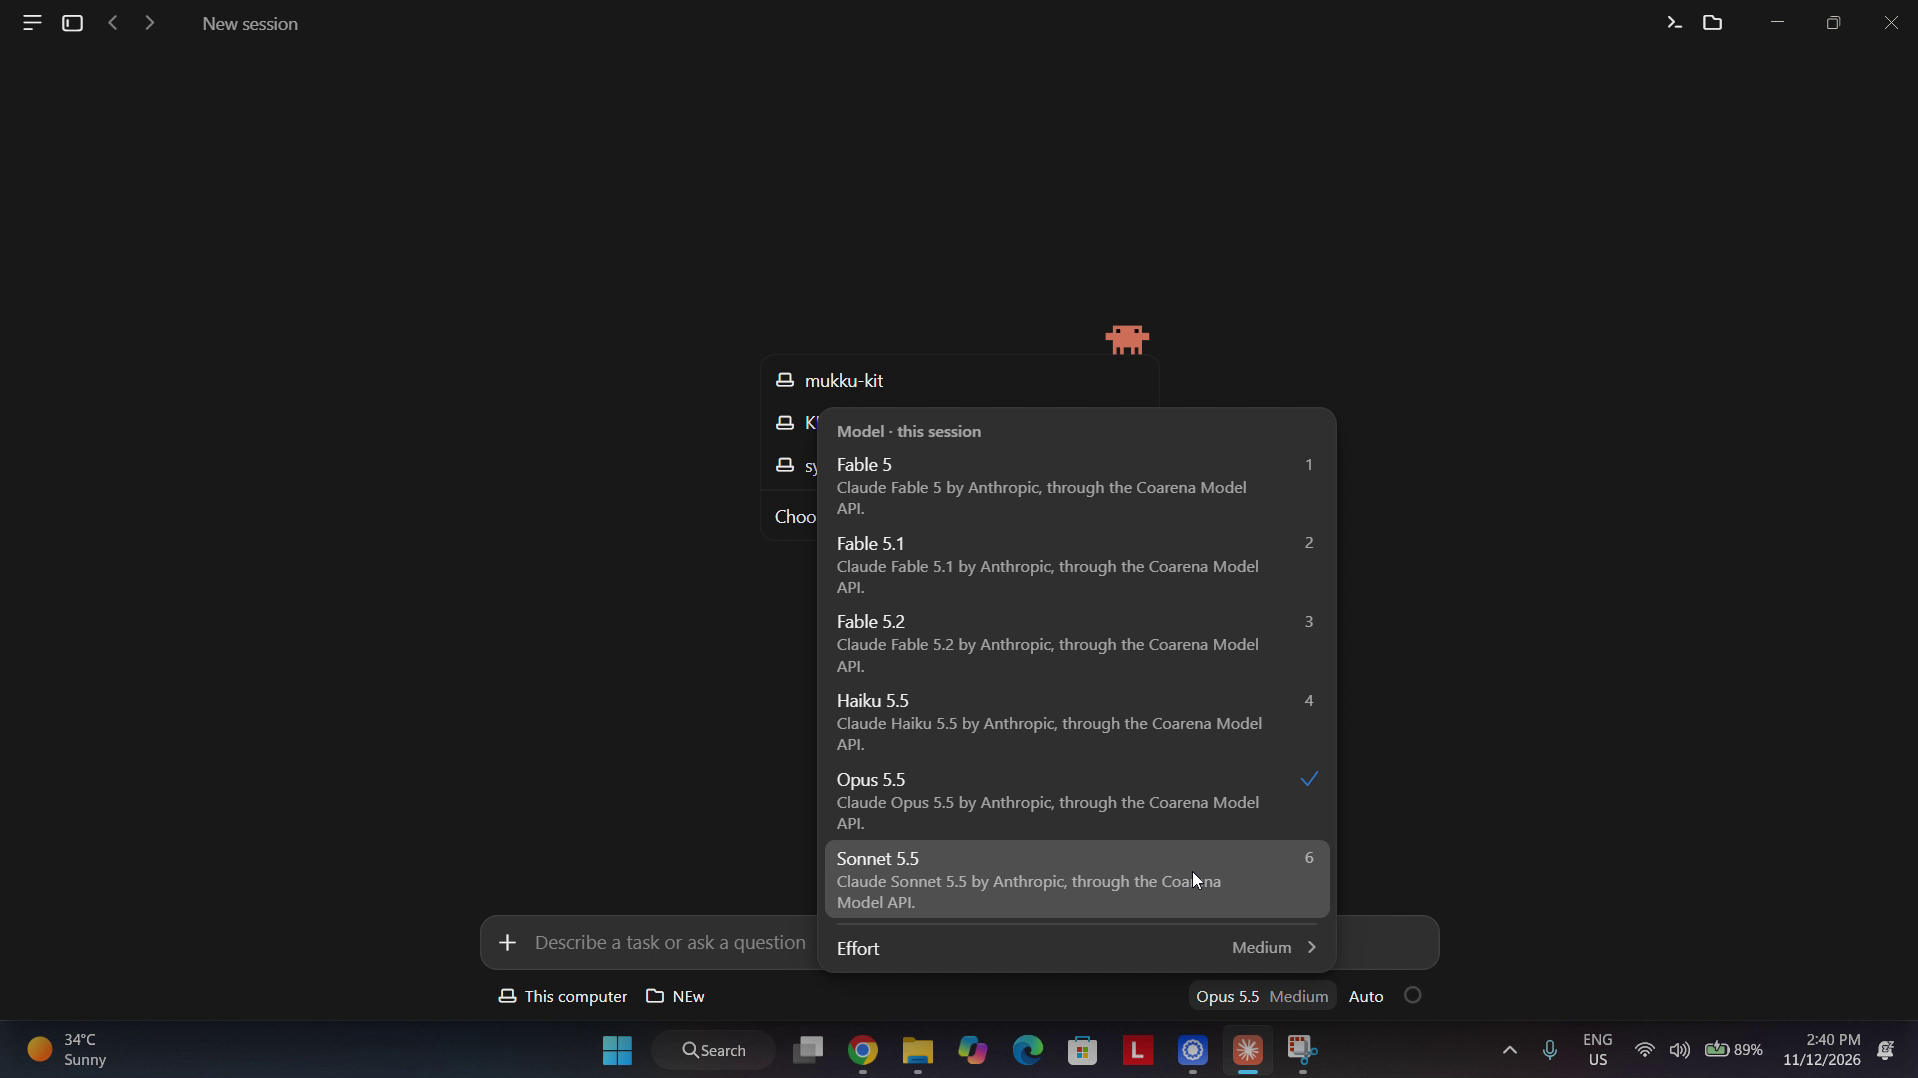 New session
mukku-kit
Model · this session
Fable 5 1
Claude Fable 5 by Anthropic, through the Coarena Model
API.
Fable 5.1 2
Claude Fable 5.1 by Anthropic, through the Coarena Model
API.
Fable 5.2 3
Claude Fable 5.2 by Anthropic, through the Coarena Model
API.
Haiku 5.5 4
Claude Haiku 5.5 by Anthropic, through the Coarena Model
API.
Opus 5.5
Claude Opus 5.5 by Anthropic, through the Coarena Model
API.
Sonnet 5.5 6
Claude Sonnet 5.5 by Anthropic, through the Coarena
Model API.
Effort Medium
Describe a task or ask a question
This computer NEw
Opus 5.5 Medium Auto
34°C
Sunny
Search
L
ENG
US
89%
2:40 PM
11/12/2026